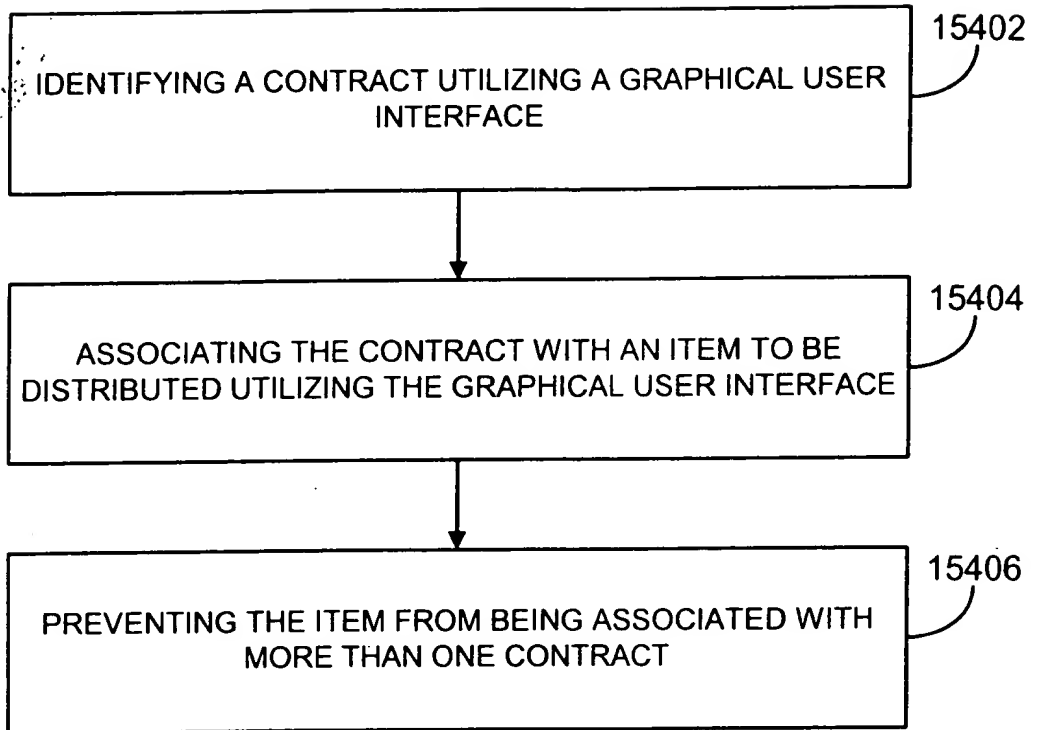 15402
IDENTIFYING A CONTRACT UTILIZING A GRAPHICAL USER
INTERFACE
15404
ASSOCIATING THE CONTRACT WITH AN ITEM TO BE
DISTRIBUTED UTILIZING THE GRAPHICAL USER INTERFACE
15406
PREVENTING THE ITEM FROM BEING ASSOCIATED WITH
MORE THAN ONE CONTRACT